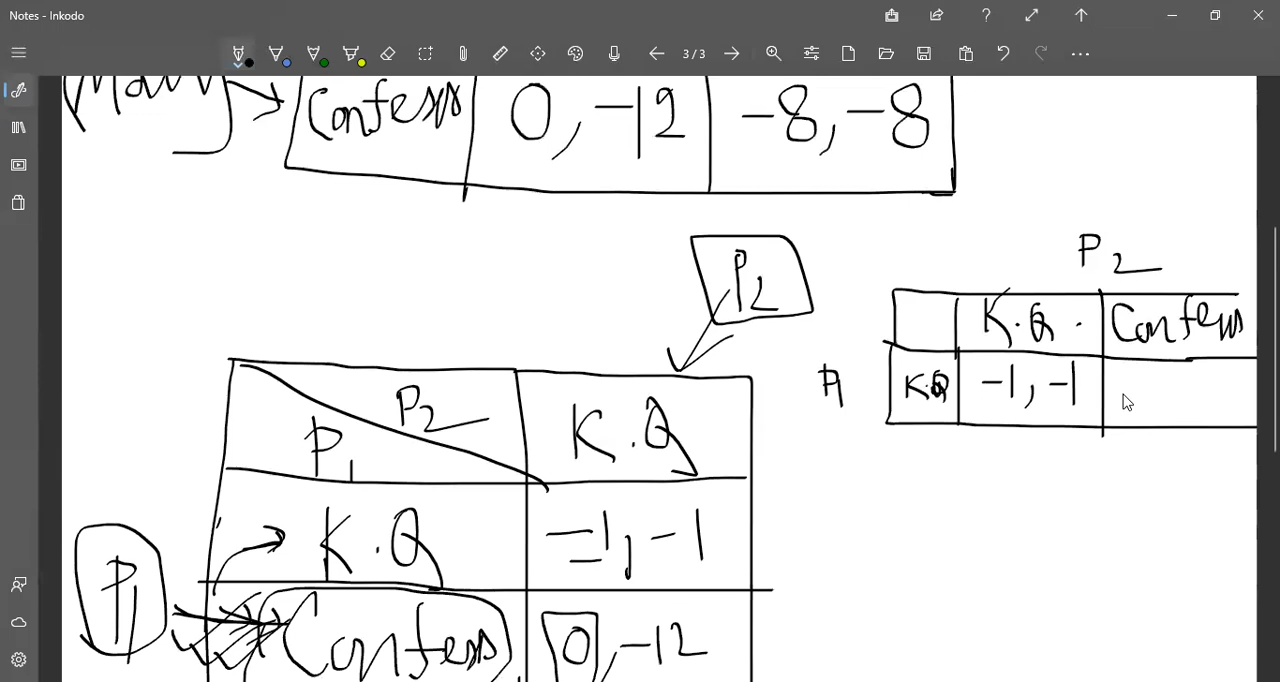 Notes - Inkodo
3/3
Confess 0, -12 -8, -8
P2
K.Q. Confess
P1 K.Q -1, -1
P2
P2
P1
K.Q
K.Q -1, -1
P1
Confess 0, -12